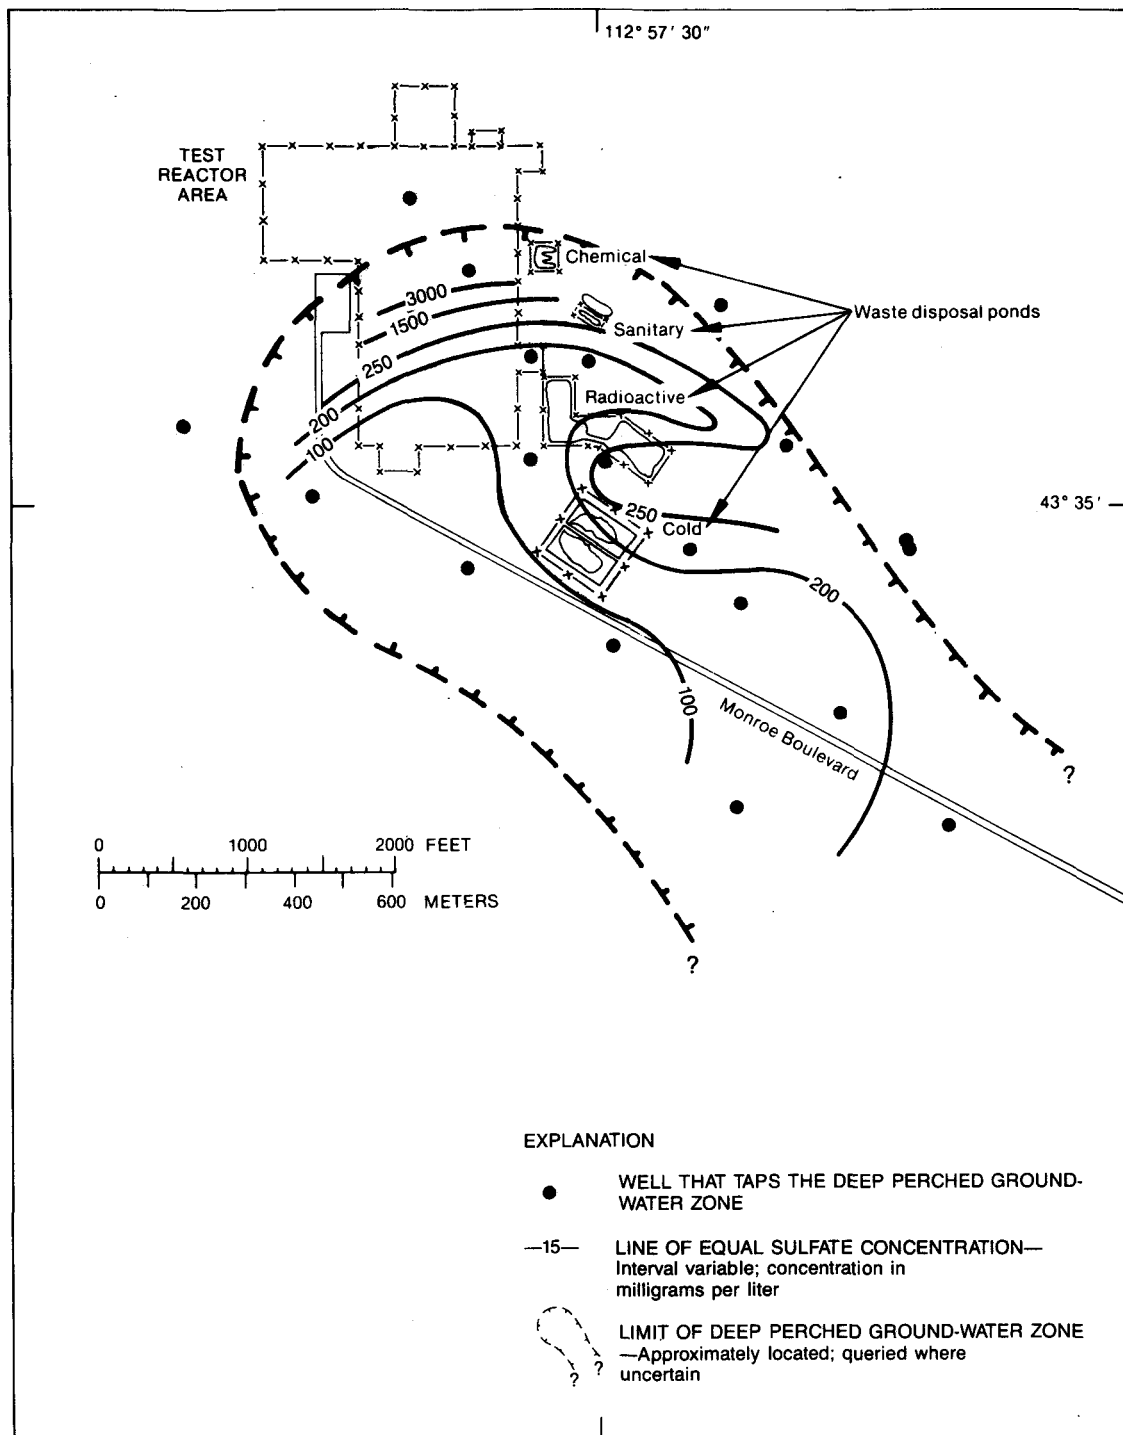 112° 57' 30"
TEST
REACTOR
AREA
Chemical
3000
Waste disposal ponds
1500
Sanitary
250
Radioactive
200
100
43° 35'
250
Cold
200
100
Monroe Boulevard
?
0 1000 2000 FEET
0 200 400 600 METERS
?
EXPLANATION
WELL THAT TAPS THE DEEP PERCHED GROUND-
WATER ZONE
—15—
LINE OF EQUAL SULFATE CONCENTRATION—
Interval variable; concentration in
milligrams per liter
LIMIT OF DEEP PERCHED GROUND-WATER ZONE
—Approximately located; queried where
uncertain
? ?